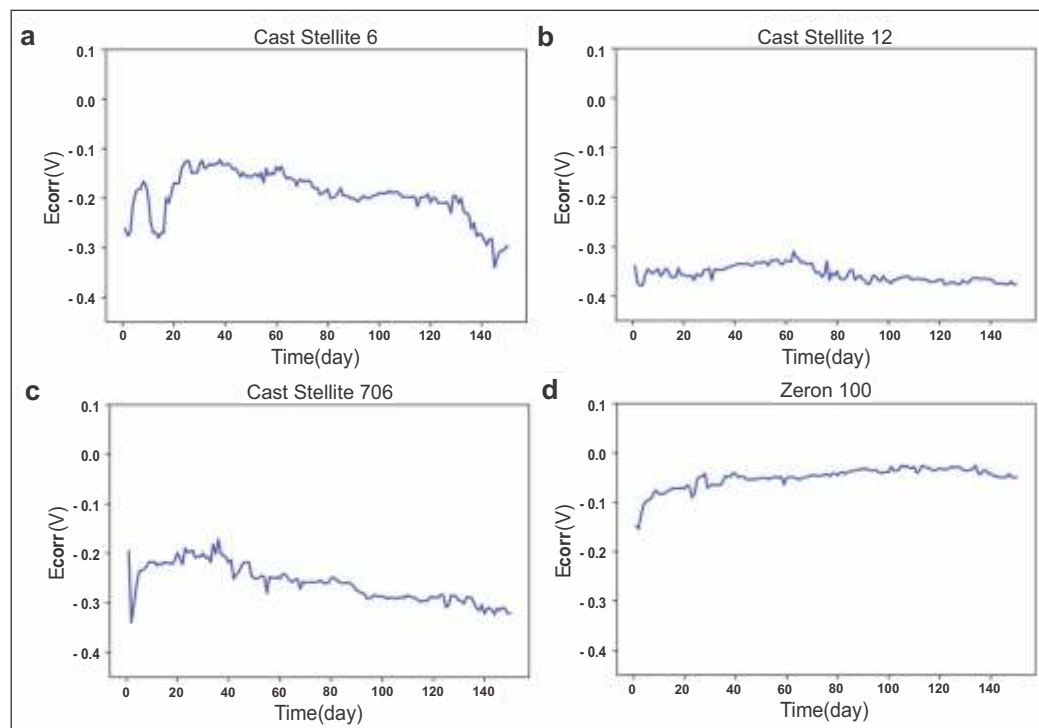 a
Cast Stellite 6
0.1
0.0
- 0.1
- 0.2
- 0.3
- 0.4
Ecorr(V)
0 20 40 60 80 100 120 140
Time(day)
b
Cast Stellite 12
0.1
0.0
- 0.1
- 0.2
- 0.3
- 0.4
Ecorr(V)
0 20 40 60 80 100 120 140
Time(day)
c
Cast Stellite 706
0.1
0.0
- 0.1
- 0.2
- 0.3
- 0.4
Ecorr(V)
0 20 40 60 80 100 120 140
Time(day)
d
Zeron 100
0.1
0.0
- 0.1
- 0.2
- 0.3
- 0.4
Ecorr(V)
0 20 40 60 80 100 120 140
Time(day)